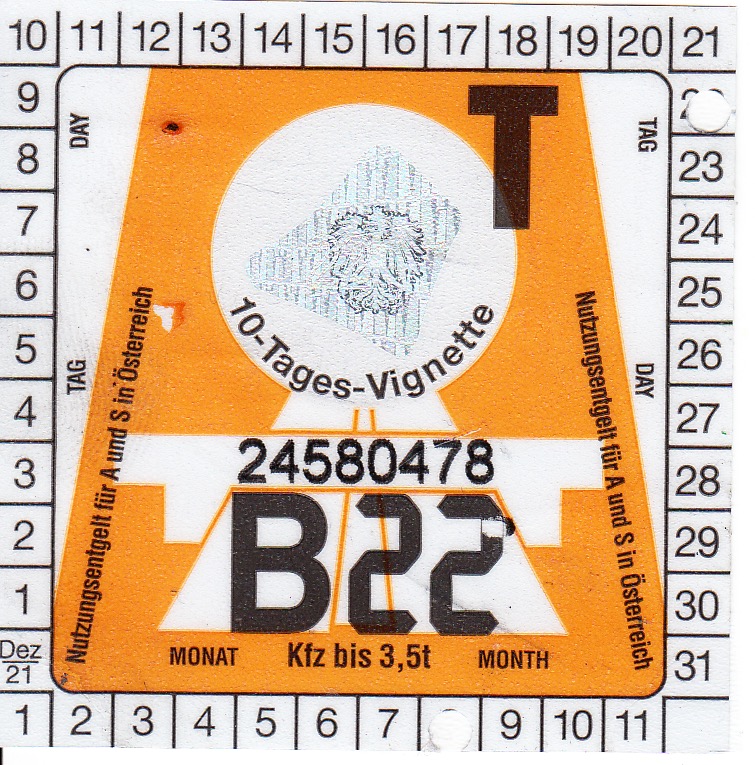 10 11 12 13 14 15 16 17 18 19 20 21
9
8
7
6
5
4
3
2
1
Dez
21
DAY
TAG
T
TAG
DAY
23
24
25
26
27
28
29
30
31
10-Tages-Vignette
Nutzungsentgelt für A und S in Österreich
Nutzungsentgelt für A und S in Österreich
24580478
B22
MONAT Kfz bis 3,5t MONTH
1 2 3 4 5 6 7 9 10 11